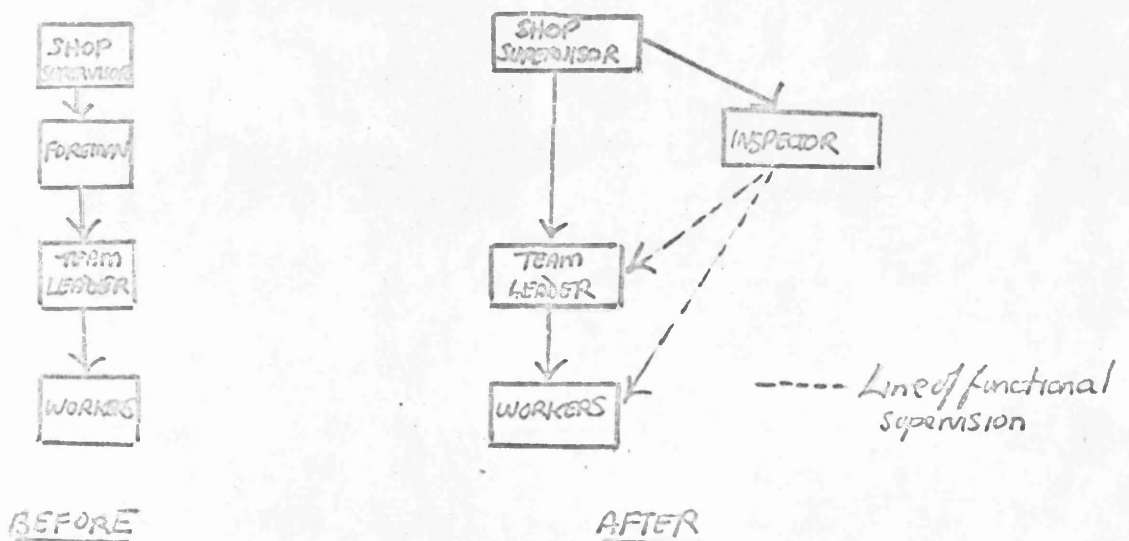 SHOP
SUPERVISOR
FOREMAN
TEAM
LEADER
WORKERS
BEFORE
SHOP
SUPERVISOR
INSPECTOR
TEAM
LEADER
WORKERS
Line of functional
supervision
AFTER